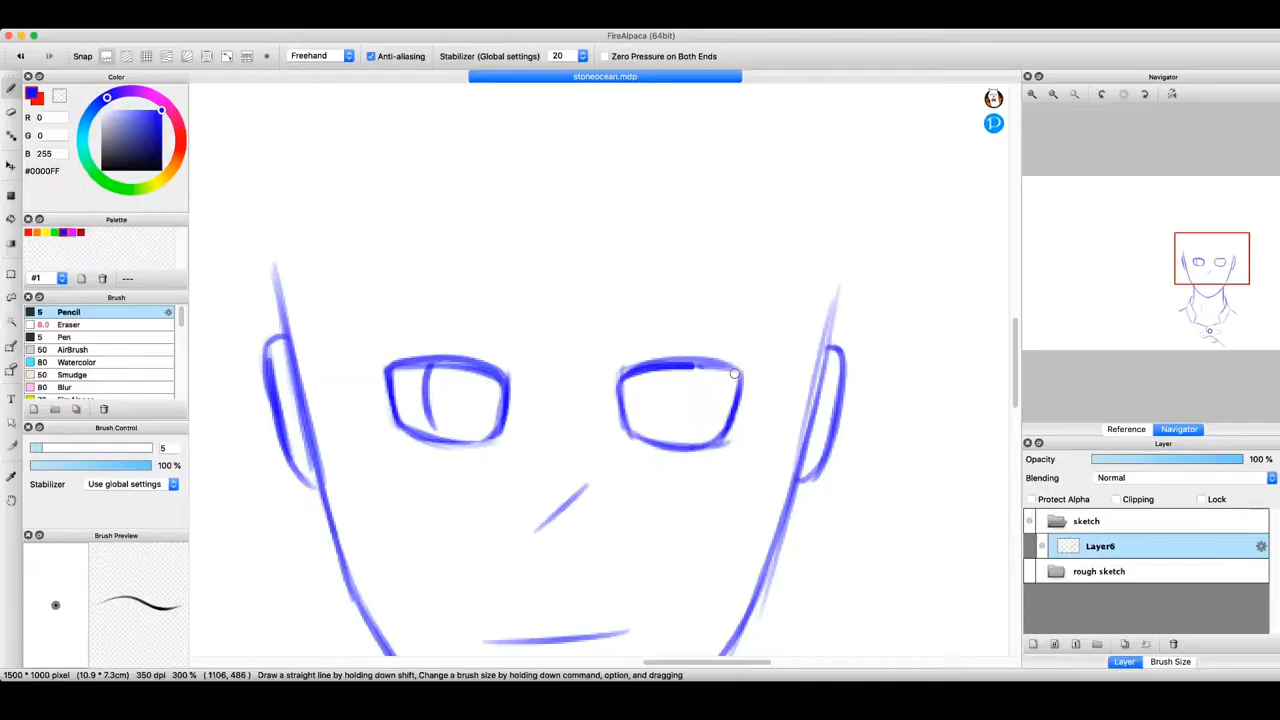 FireAlpaca (64bit)
Snap Freehand Anti-aliasing Stabilizer (Global settings) 20 Zero Pressure on Both Ends
Color
stoneocean.mdp
Navigator
R 0
G 0
B 255
#0000FF
Palette
#1 ---
Brush
5 Pencil
8.0 Eraser
5 Pen
50 AirBrush
80 Watercolor
50 Smudge
80 Blur
Brush Control
5
100 %
Stabilizer Use global settings
Brush Preview
Reference Navigator
Layer
Opacity 100 %
Blending Normal
Protect Alpha Clipping Lock
sketch
Layer6
rough sketch
Layer Brush Size
1500 * 1000 pixel (10.9 * 7.3cm) 350 dpi 300 % ( 1106, 486 ) Draw a straight line by holding down shift, Change a brush size by holding down command, option, and dragging